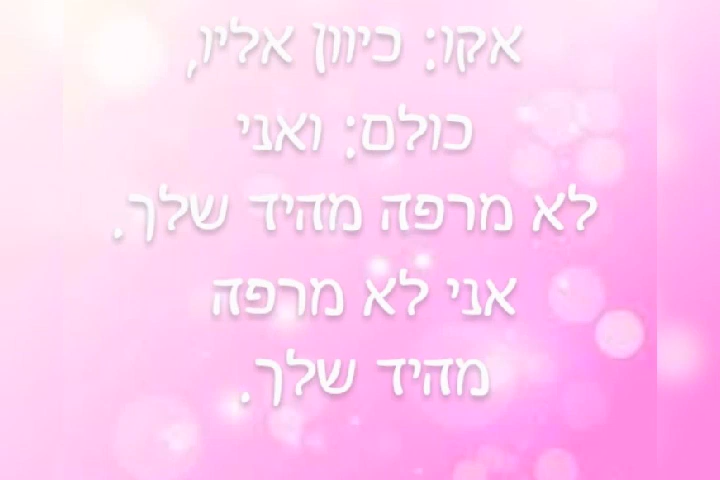 אקו: כיוון אליו,
כולם: ואני
לא מרפה מהיד שלך.
אני לא מרפה
מהיד שלך.